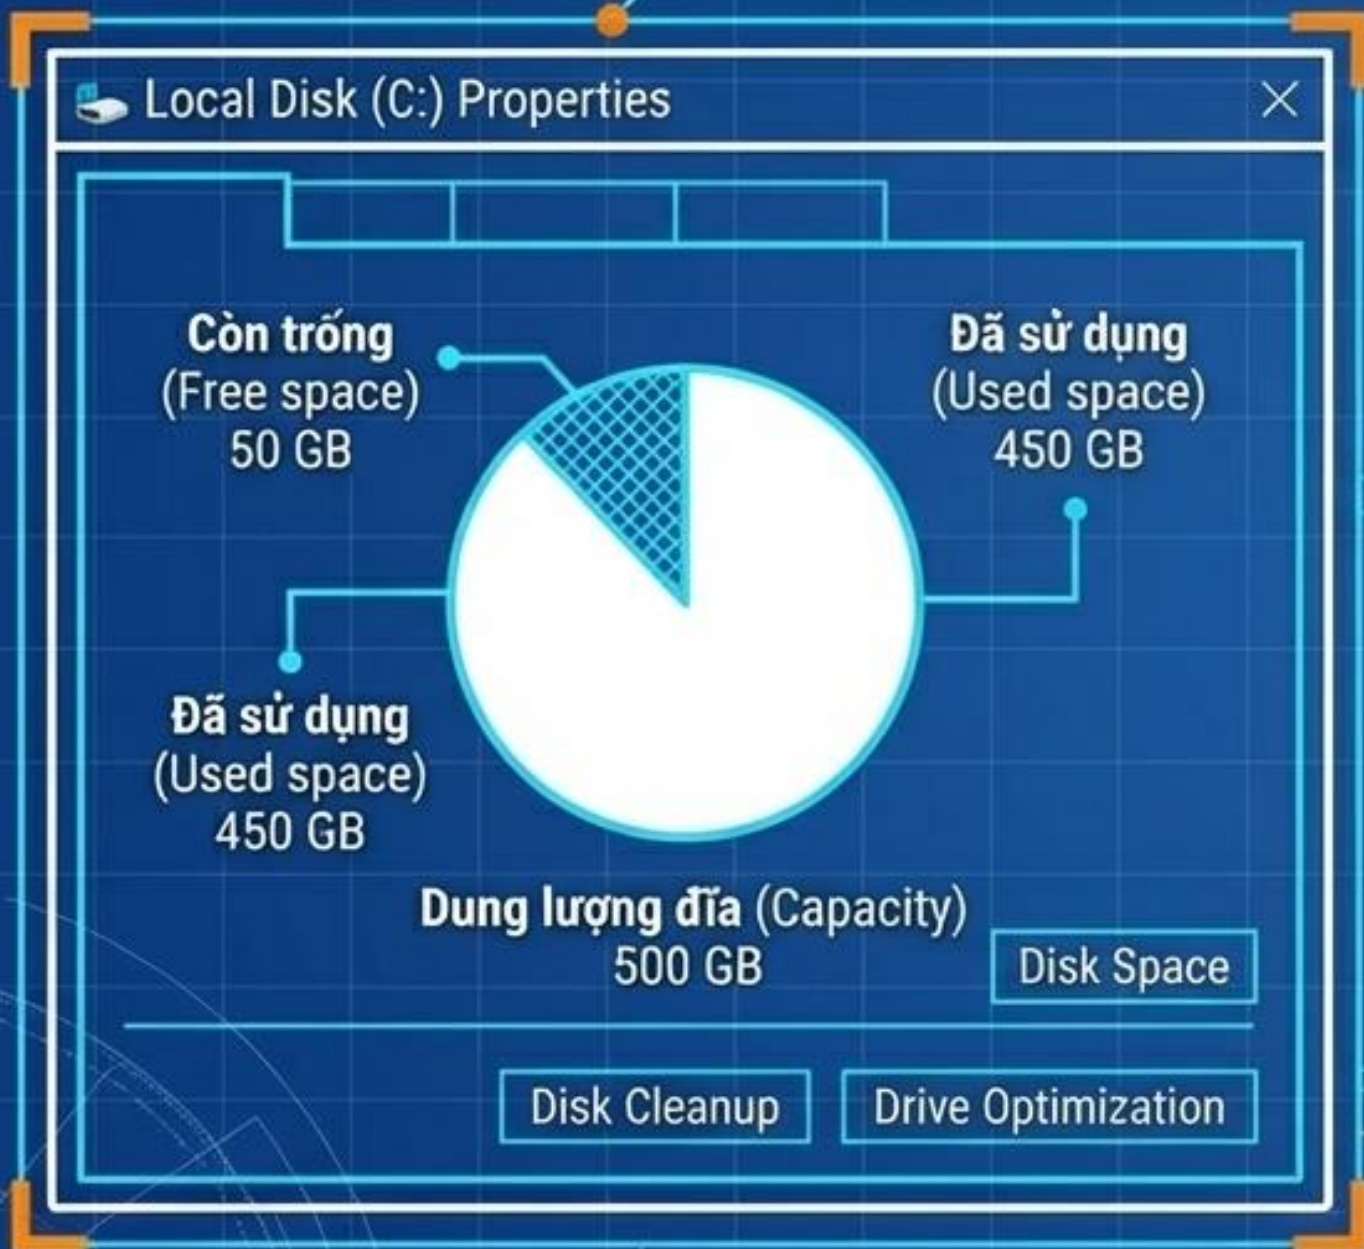 Local Disk (C:) Properties
Còn trống
(Free space)
50 GB
Đã sử dụng
(Used space)
450 GB
Đã sử dụng
(Used space)
450 GB
Dung lượng đĩa (Capacity)
500 GB
Disk Space
Disk Cleanup
Drive Optimization